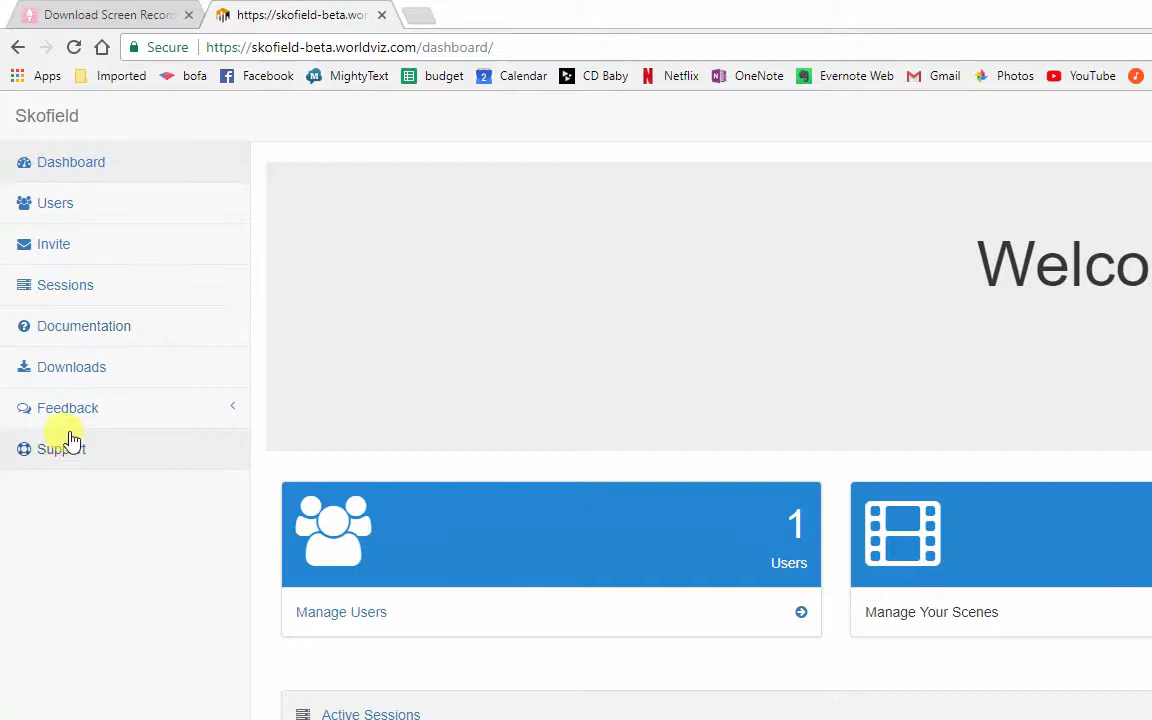 Download Screen Recor
https://skofield-beta.wor
Secure https://skofield-beta.worldviz.com/dashboard/
Apps Imported bofa Facebook MightyText budget 2 Calendar CD Baby Netflix OneNote Evernote Web Gmail Photos YouTube
Skofield
Dashboard
Users
Invite
Sessions
Documentation
Downloads
Feedback
Support
Welco
1
Users
Manage Users
Manage Your Scenes
Active Sessions